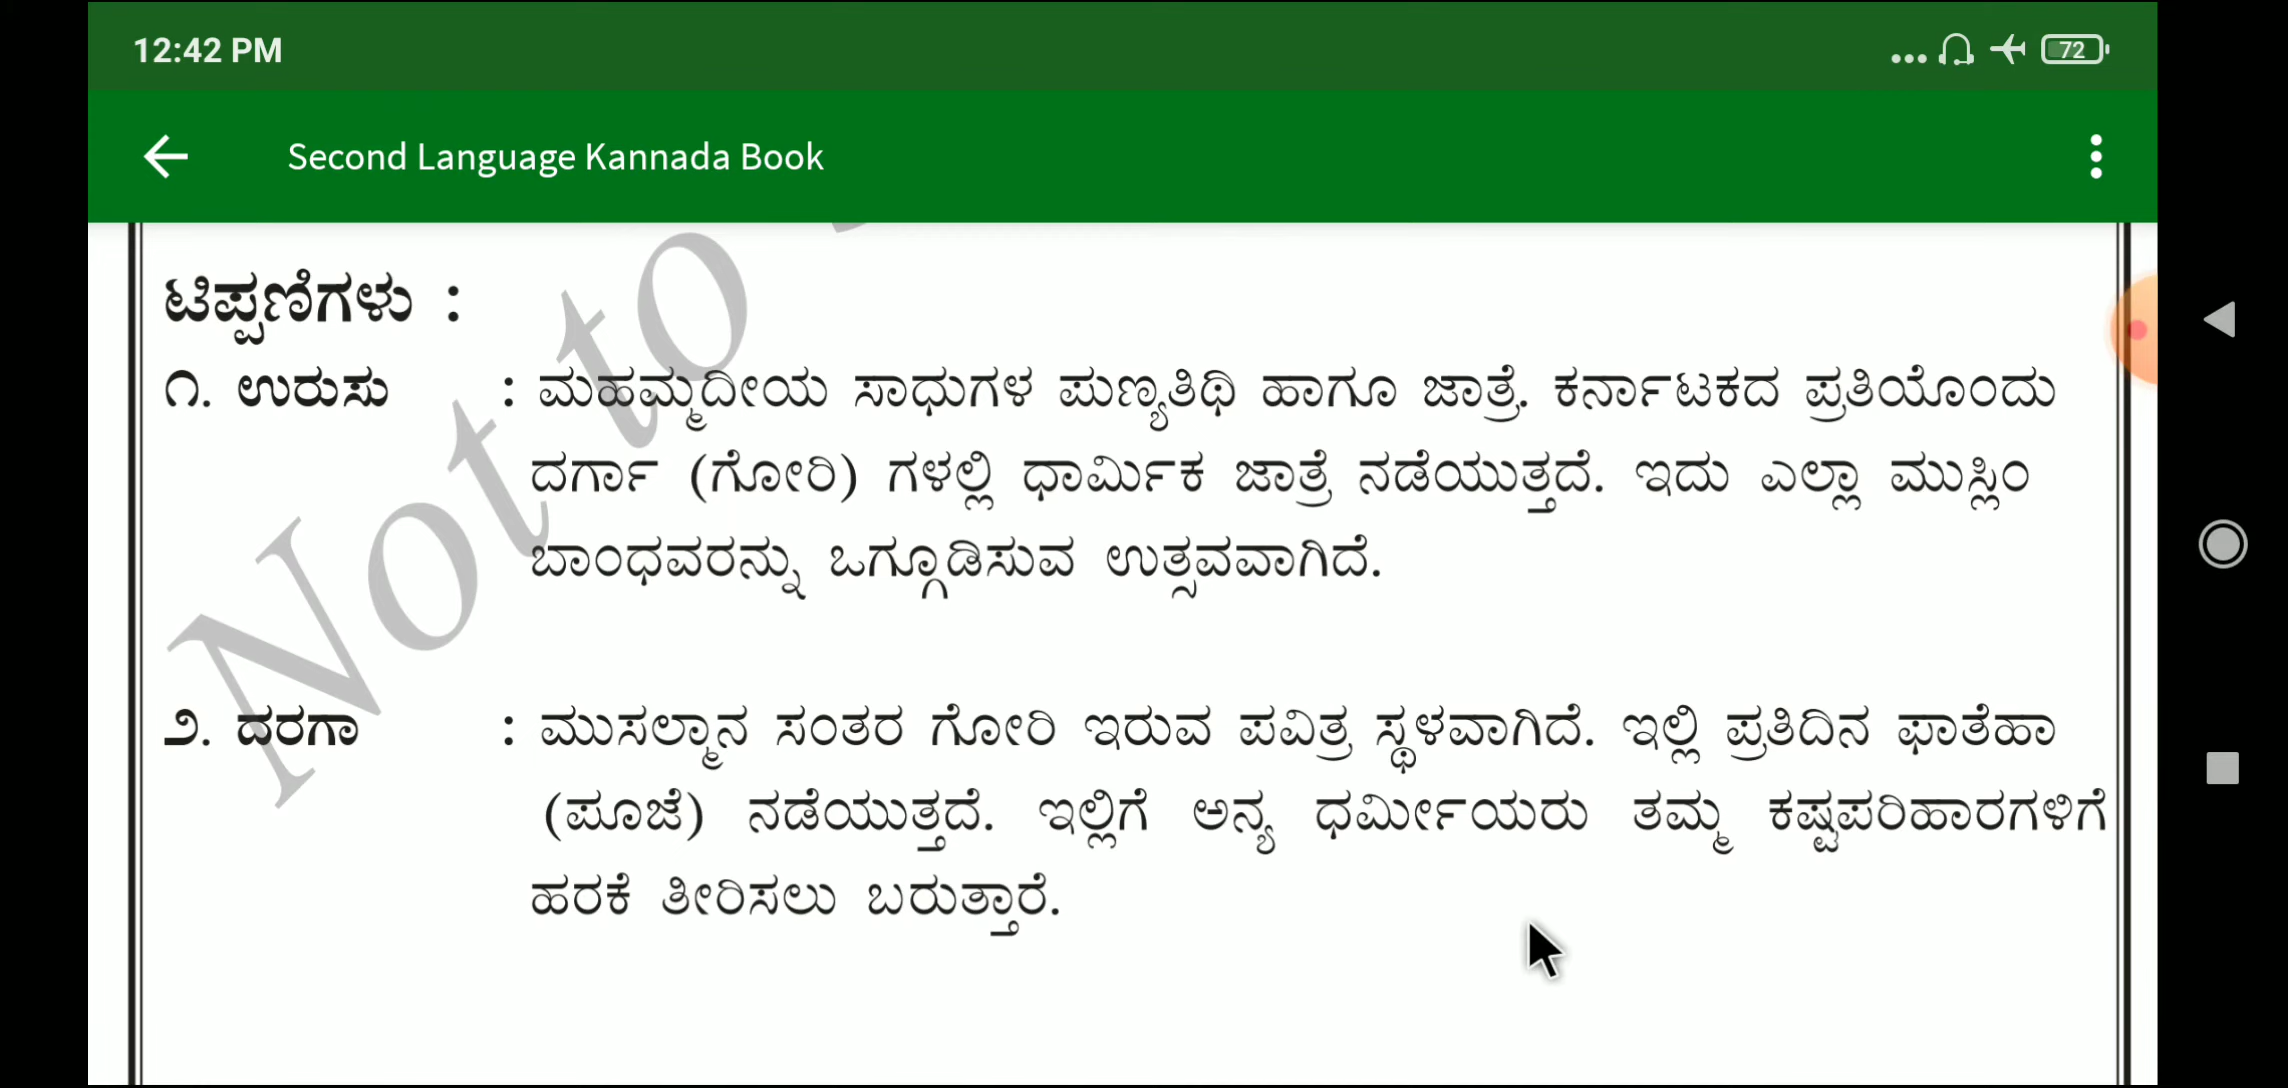 12:42 PM
72
Second Language Kannada Book
Not to
ಟಿಪ್ಪಣಿಗಳು :
೧. ಉರುಸು : ಮಹಮ್ಮದೀಯ ಸಾಧುಗಳ ಪುಣ್ಯತಿಥಿ ಹಾಗೂ ಜಾತ್ರೆ. ಕರ್ನಾಟಕದ ಪ್ರತಿಯೊಂದು
ದರ್ಗಾ (ಗೋರಿ) ಗಳಲ್ಲಿ ಧಾರ್ಮಿಕ ಜಾತ್ರೆ ನಡೆಯುತ್ತದೆ. ಇದು ಎಲ್ಲಾ ಮುಸ್ಲಿಂ
ಬಾಂಧವರನ್ನು ಒಗ್ಗೂಡಿಸುವ ಉತ್ಸವವಾಗಿದೆ.
೨. ದರಗಾ : ಮುಸಲ್ಮಾನ ಸಂತರ ಗೋರಿ ಇರುವ ಪವಿತ್ರ ಸ್ಥಳವಾಗಿದೆ. ಇಲ್ಲಿ ಪ್ರತಿದಿನ ಫಾತೆಹಾ
(ಪೂಜೆ) ನಡೆಯುತ್ತದೆ. ಇಲ್ಲಿಗೆ ಅನ್ಯ ಧರ್ಮೀಯರು ತಮ್ಮ ಕಷ್ಟಪರಿಹಾರಗಳಿಗೆ
ಹರಕೆ ತೀರಿಸಲು ಬರುತ್ತಾರೆ.